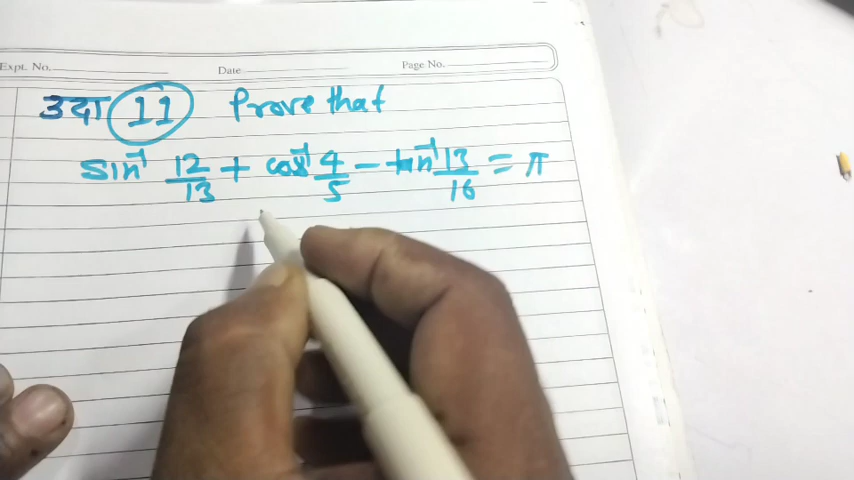 Expt. No. Date Page No.
उदा 11 Prove that
sin⁻¹ 12/13 + cos⁻¹ 4/5 – tan⁻¹ 13/16 = π